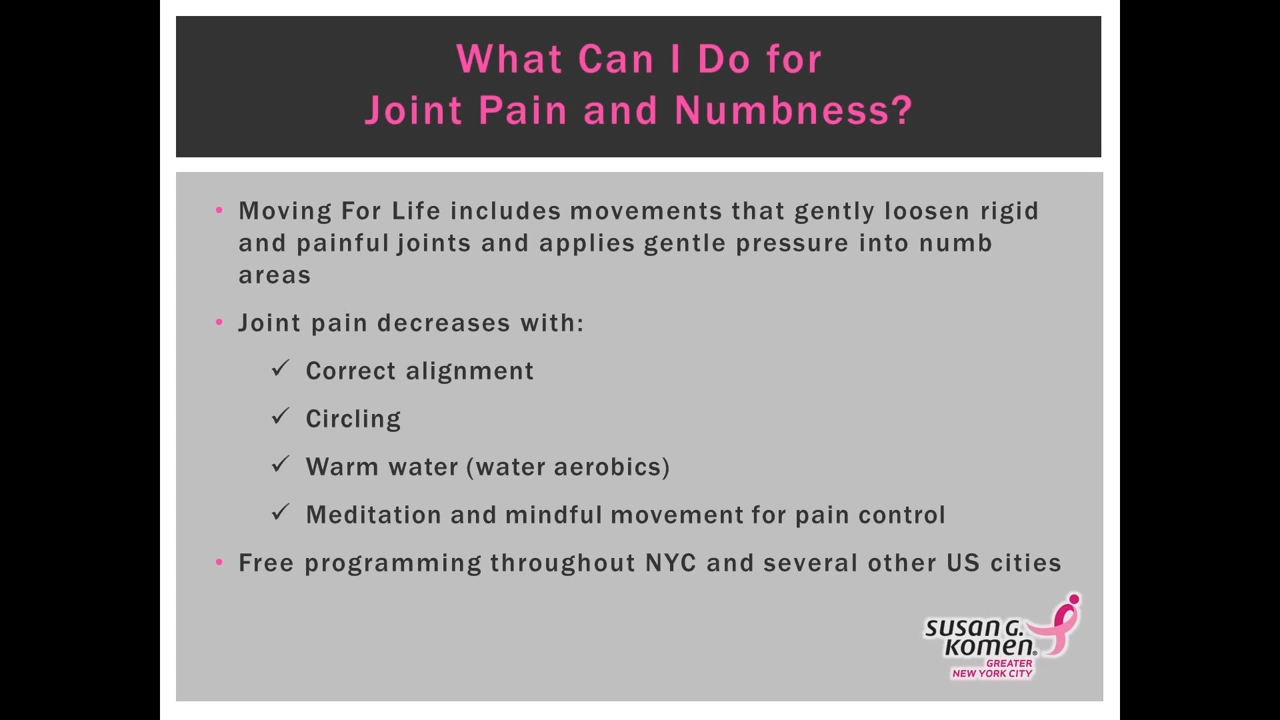 What Can I Do for
Joint Pain and Numbness?
• Moving For Life includes movements that gently loosen rigid
and painful joints and applies gentle pressure into numb
areas
• Joint pain decreases with:
✓ Correct alignment
✓ Circling
✓ Warm water (water aerobics)
✓ Meditation and mindful movement for pain control
• Free programming throughout NYC and several other US cities
susan G.
komen®
GREATER
NEW YORK CITY